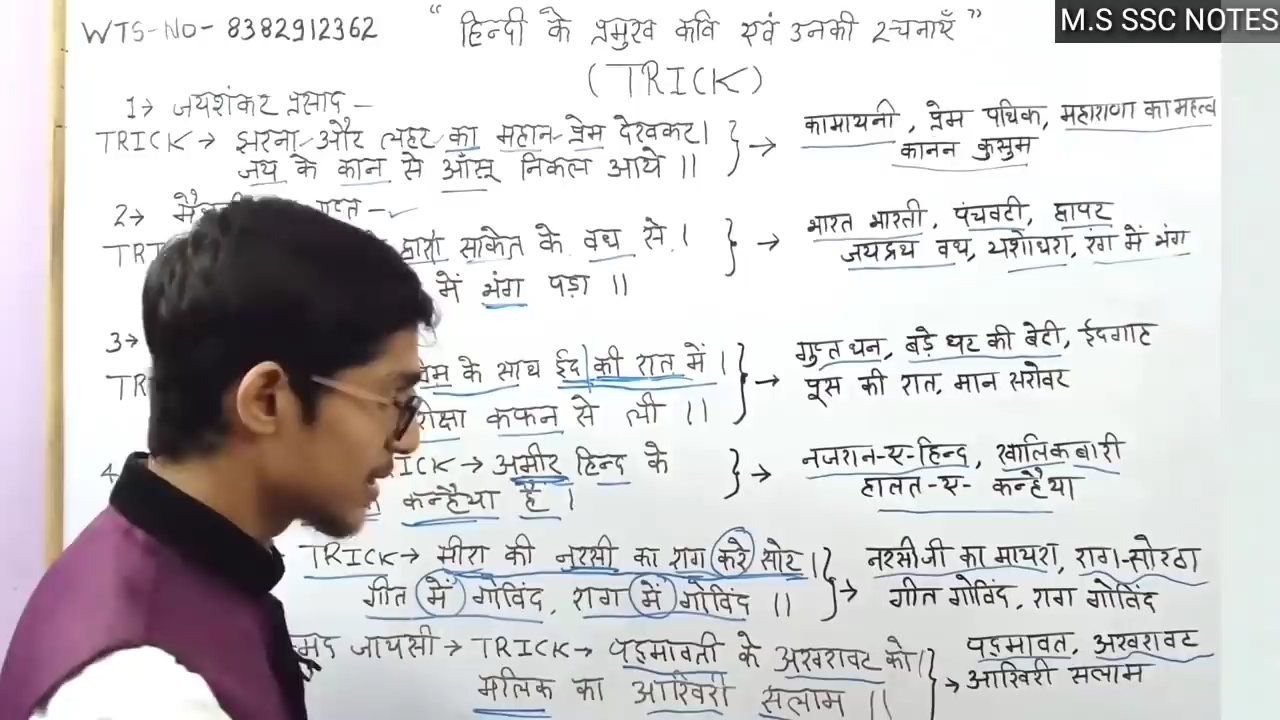 M.S SSC NOTES
WTS-NO- 8382912362
“हिन्दी के प्रमुख कवि एवं उनकी रचनाएँ”
(TRICK)
1→ जयशंकर प्रसाद –
TRICK → झरना और लहर का महान प्रेम देखकर।
जय के कान से आँसू निकल आये।।
→ कामायनी, प्रेम पथिक, महाराणा का महत्व
कानन कुसुम
2→
द्वारा साकेत के वध से।
में भंग पड़ा ।।
→ भारत भारती, पंचवटी, द्वापर
जयद्रथ वध, यशोधरा, रंग में भंग
3→
के साथ ईद की रात में।
कफन से ली ।।
→ गुप्त धन, बड़े घर की बेटी, ईदगाह
पूस की रात, मान सरोवर
4
→ अमीर हिन्द के
कन्हैया है।
→ नजरान-ए-हिन्द, खालिकबारी
हालत-ए- कन्हैया
TRICK → मीरा की नरसी का राग करे सोर।
गीत में गोविंद, राग में गोविंद ।।
→ नरसीजी का मायरा, राग-सोरठा
गीत गोविंद, राग गोविंद
जायसी → TRICK → पद्मावती के अखरावट को
मलिक का आखिरी सलाम ।।
→ पद्मावत, अखरावट
आखिरी सलाम